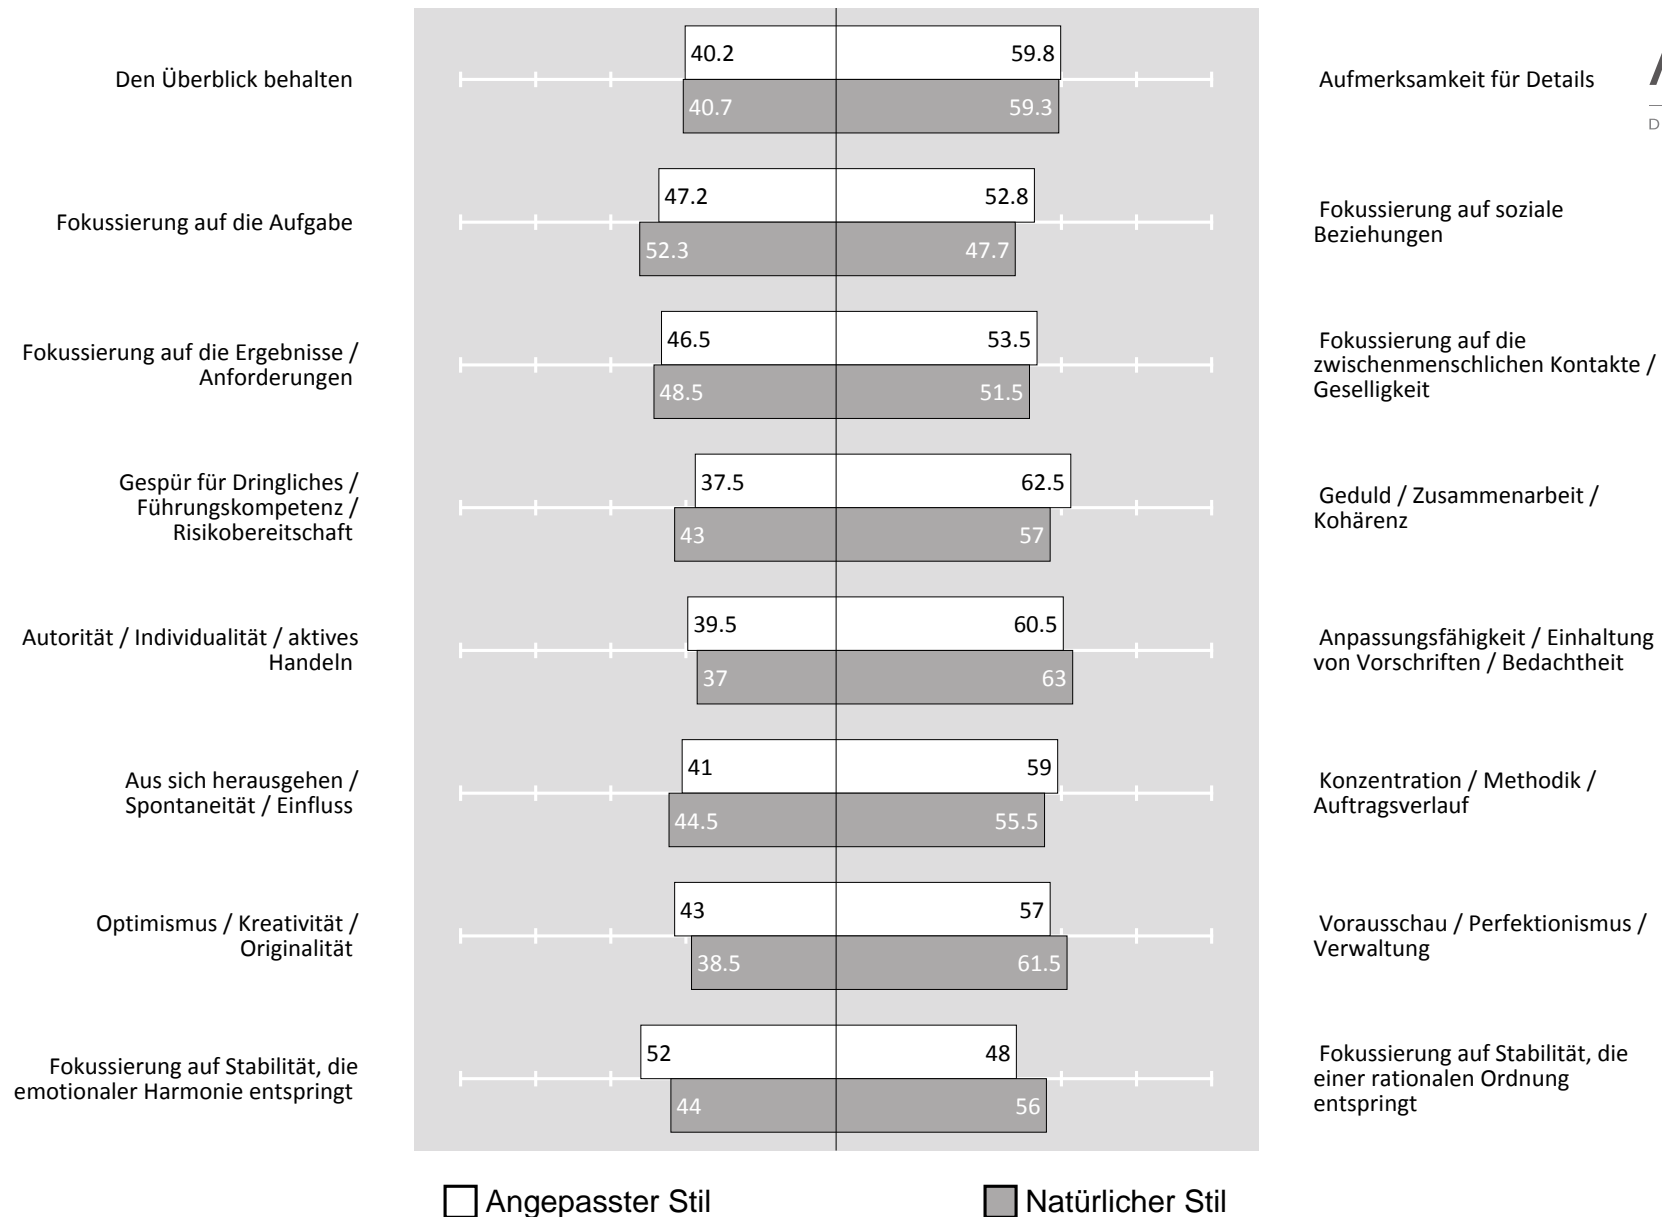 40.2 59.8
Den Überblick behalten
Aufmerksamkeit für Details
40.7 59.3
D
47.2 52.8
Fokussierung auf die Aufgabe
Fokussierung auf soziale
Beziehungen
52.3 47.7
46.5 53.5
Fokussierung auf die Ergebnisse /
Anforderungen
Fokussierung auf die
zwischenmenschlichen Kontakte /
Geselligkeit
48.5 51.5
37.5 62.5
Gespür für Dringliches /
Führungskompetenz /
Risikobereitschaft
Geduld / Zusammenarbeit /
Kohärenz
43 57
39.5 60.5
Autorität / Individualität / aktives
Handeln
Anpassungsfähigkeit / Einhaltung
von Vorschriften / Bedachtheit
37 63
41 59
Aus sich herausgehen /
Spontaneität / Einfluss
Konzentration / Methodik /
Auftragsverlauf
44.5 55.5
43 57
Optimismus / Kreativität /
Originalität
Vorausschau / Perfektionismus /
Verwaltung
38.5 61.5
52 48
Fokussierung auf Stabilität, die
emotionaler Harmonie entspringt
Fokussierung auf Stabilität, die
einer rationalen Ordnung
entspringt
44 56
Angepasster Stil
Natürlicher Stil